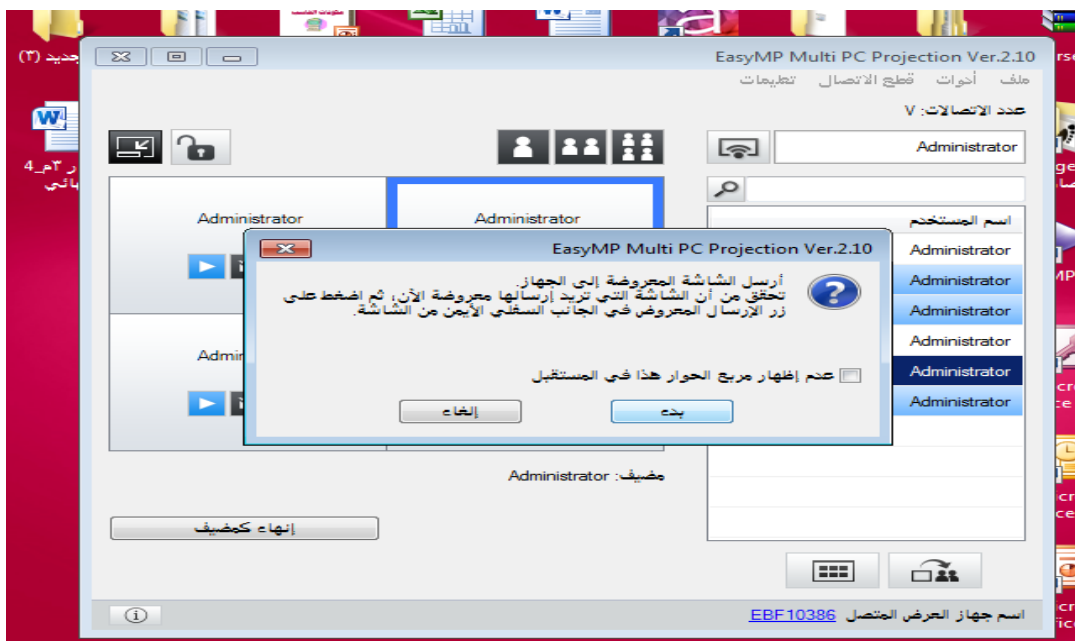 جديد (٣)
EasyMP Multi PC Projection Ver.2.10
ملف أدوات قطع الاتصال تعليمات
عدد الاتصالات: ٧
Administrator
اسم المستخدم
Administrator
Administrator
Administrator
Administrator
Administrator
Administrator
Administrator
Administrator
EasyMP Multi PC Projection Ver.2.10
أرسل الشاشة المعروضة إلى الجهاز.
تحقق من أن الشاشة التي تريد إرسالها معروضة الآن، ثم اضغط على
زر الإرسال المعروض في الجانب السفلي الأيمن من الشاشة.
عدم إظهار مربع الحوار هذا في المستقبل
بدء
إلغاء
مضيف: Administrator
إنهاء كمضيف
اسم جهاز العرض المتصل EBF10386